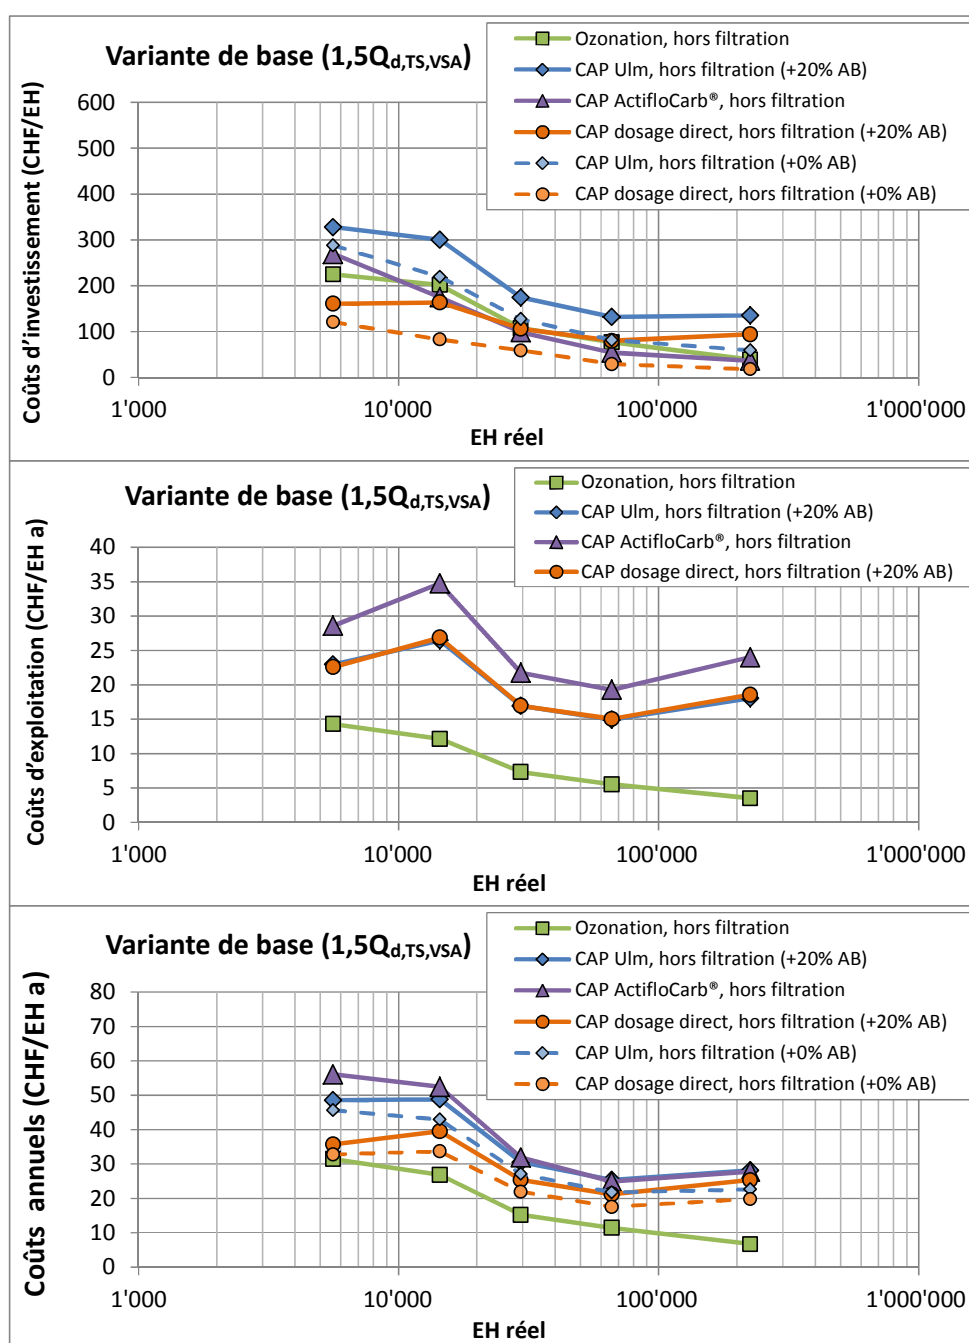 Variante de base (1,5Qd,TS,VSA)
Ozonation, hors filtration
CAP Ulm, hors filtration (+20% AB)
CAP ActifloCarb®, hors filtration
CAP dosage direct, hors filtration (+20% AB)
CAP Ulm, hors filtration (+0% AB)
CAP dosage direct, hors filtration (+0% AB)
Coûts d'investissement (CHF/EH)
600
500
400
300
200
100
0
1'000
10'000
100'000
1'000'000
EH réel
Variante de base (1,5Qd,TS,VSA)
Ozonation, hors filtration
CAP Ulm, hors filtration (+20% AB)
CAP ActifloCarb®, hors filtration
CAP dosage direct, hors filtration (+20% AB)
Coûts d'exploitation (CHF/EH a)
40
35
30
25
20
15
10
5
0
1'000
10'000
100'000
1'000'000
EH réel
Variante de base (1,5Qd,TS,VSA)
Ozonation, hors filtration
CAP Ulm, hors filtration (+20% AB)
CAP ActifloCarb®, hors filtration
CAP dosage direct, hors filtration (+20% AB)
CAP Ulm, hors filtration (+0% AB)
CAP dosage direct, hors filtration (+0% AB)
Coûts annuels (CHF/EH a)
80
70
60
50
40
30
20
10
0
1'000
10'000
100'000
1'000'000
EH réel